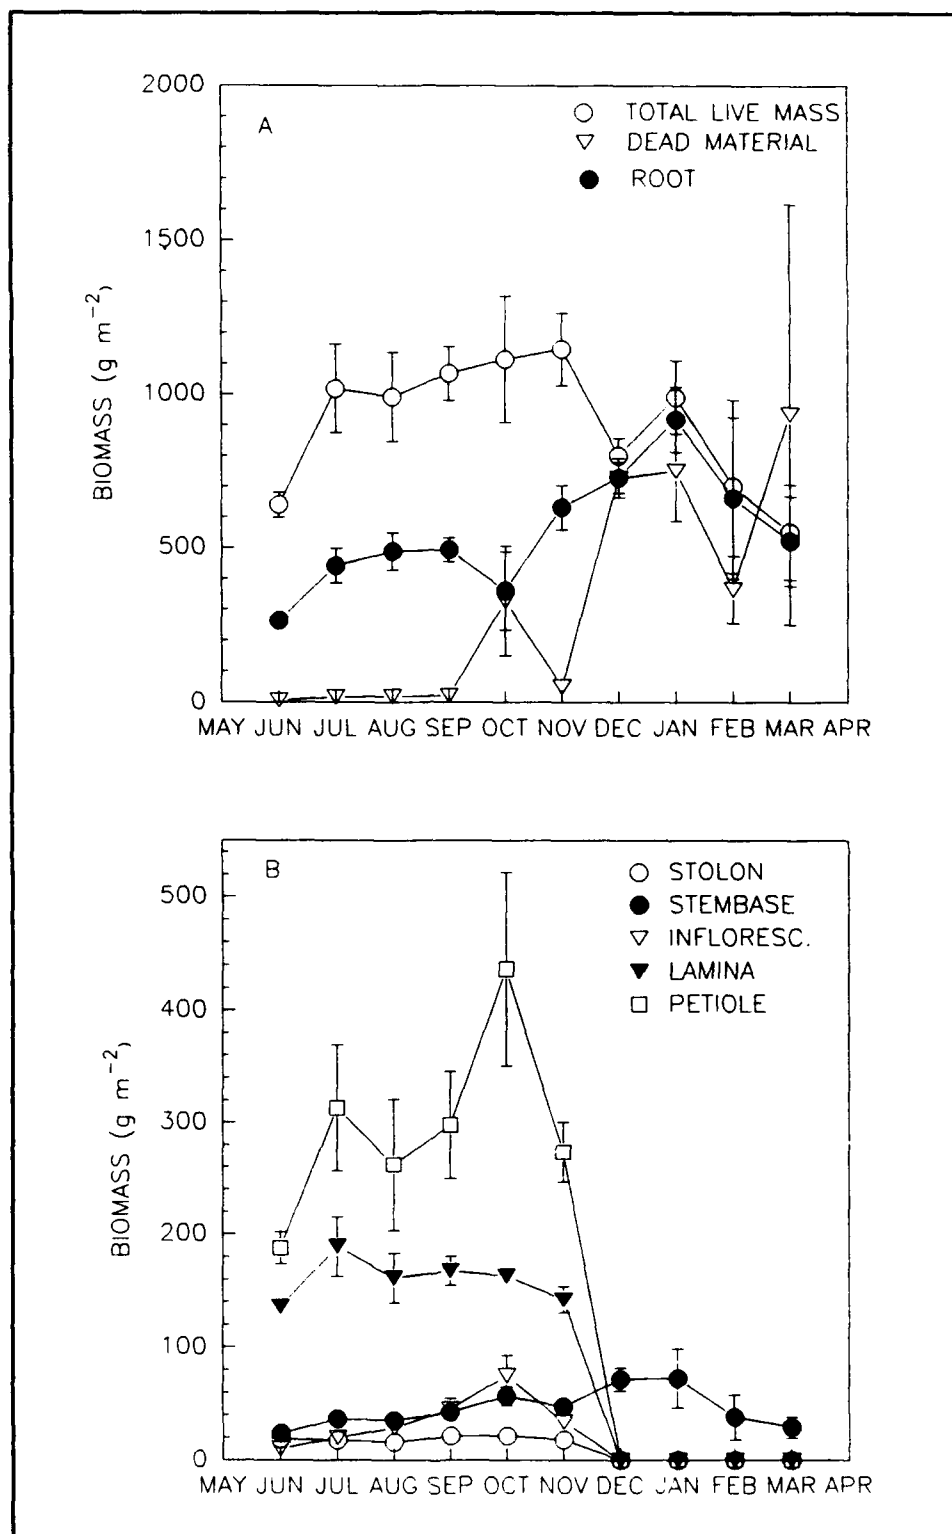 2000
A
TOTAL LIVE MASS
DEAD MATERIAL
ROOT
1500
1000
500
0
BIOMASS (g m⁻²)
MAY JUN JUL AUG SEP OCT NOV DEC JAN FEB MAR APR
B
STOLON
STEMBASE
INFLORESC.
LAMINA
PETIOLE
500
400
300
200
100
0
BIOMASS (g m⁻²)
MAY JUN JUL AUG SEP OCT NOV DEC JAN FEB MAR APR